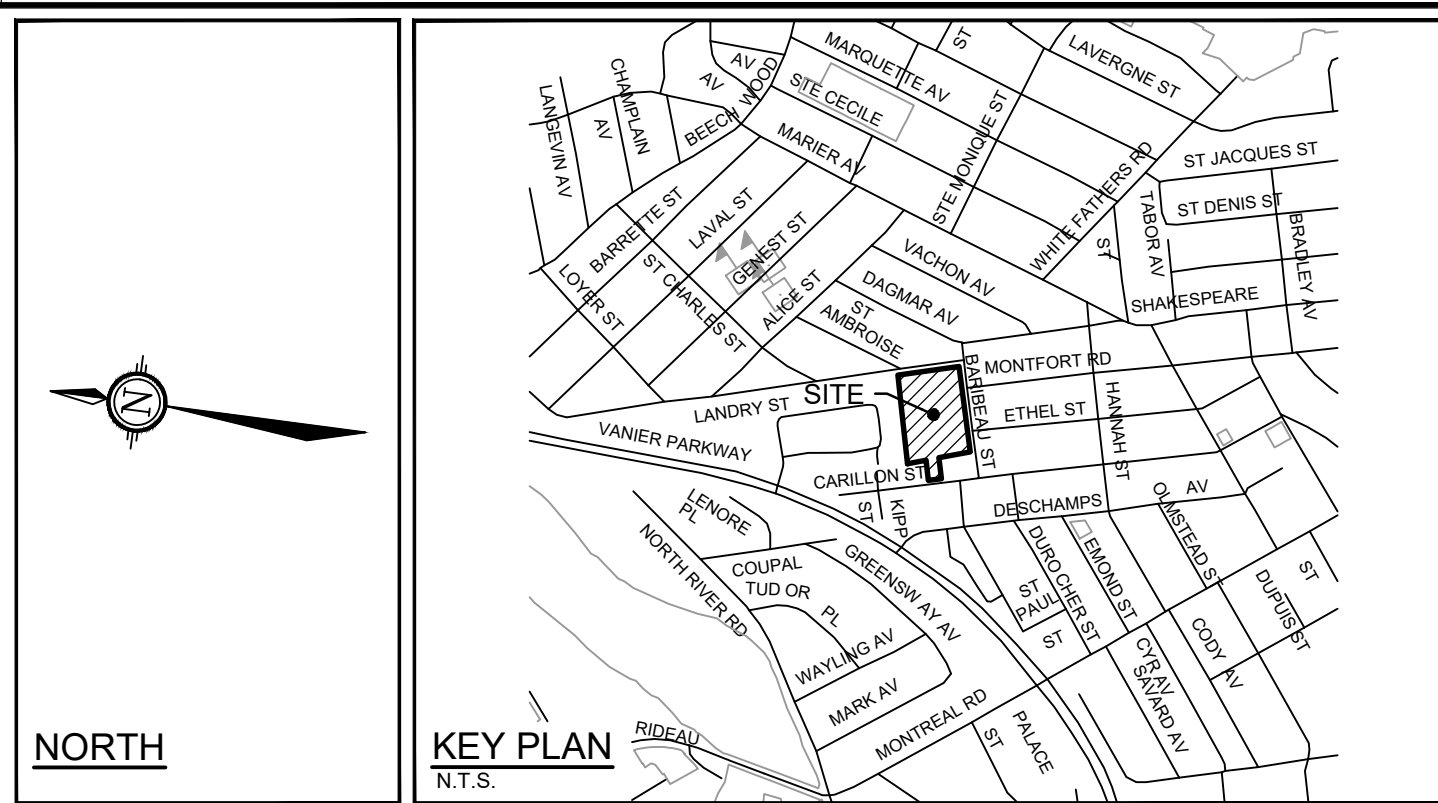 N
NORTH
KEY PLAN
N.T.S.
ST
LAVERGNE ST
MARQUETTE AV
AV
AV
BEECH WOOD
STE CECILE
CHAMPLAIN
AV
LANGEVIN AV
MARIER AV
STE MONIQUE ST
WHITE FATHERS RD
ST JACQUES ST
ST DENIS ST
TABOR AV
ST
BRADLEY AV
BARRETTE ST
LAVAL ST
GENEST ST
ALICE ST
LOYER ST
ST CHARLES ST
VACHON AV
DAGMAR AV
ST
AMBROISE
SHAKESPEARE
MONTFORT RD
BARIBEAU ST
ETHEL ST
HANNAH ST
SITE
LANDRY ST
VANIER PARKWAY
CARILLON ST
KIPP
ST
DESCHAMPS
AV
OLMSTEAD ST
LENORE
PL
NORTH RIVER RD
COUPAL
TUD OR
PL
GREENSW AY AV
WAYLING AV
MARK AV
MONTREAL RD
DUROCHER ST
EMOND ST
ST
PAUL
ST
CYR AV
SAVARD AV
CODY AV
DUPUIS ST
ST
PALACE
ST
RIDEAU